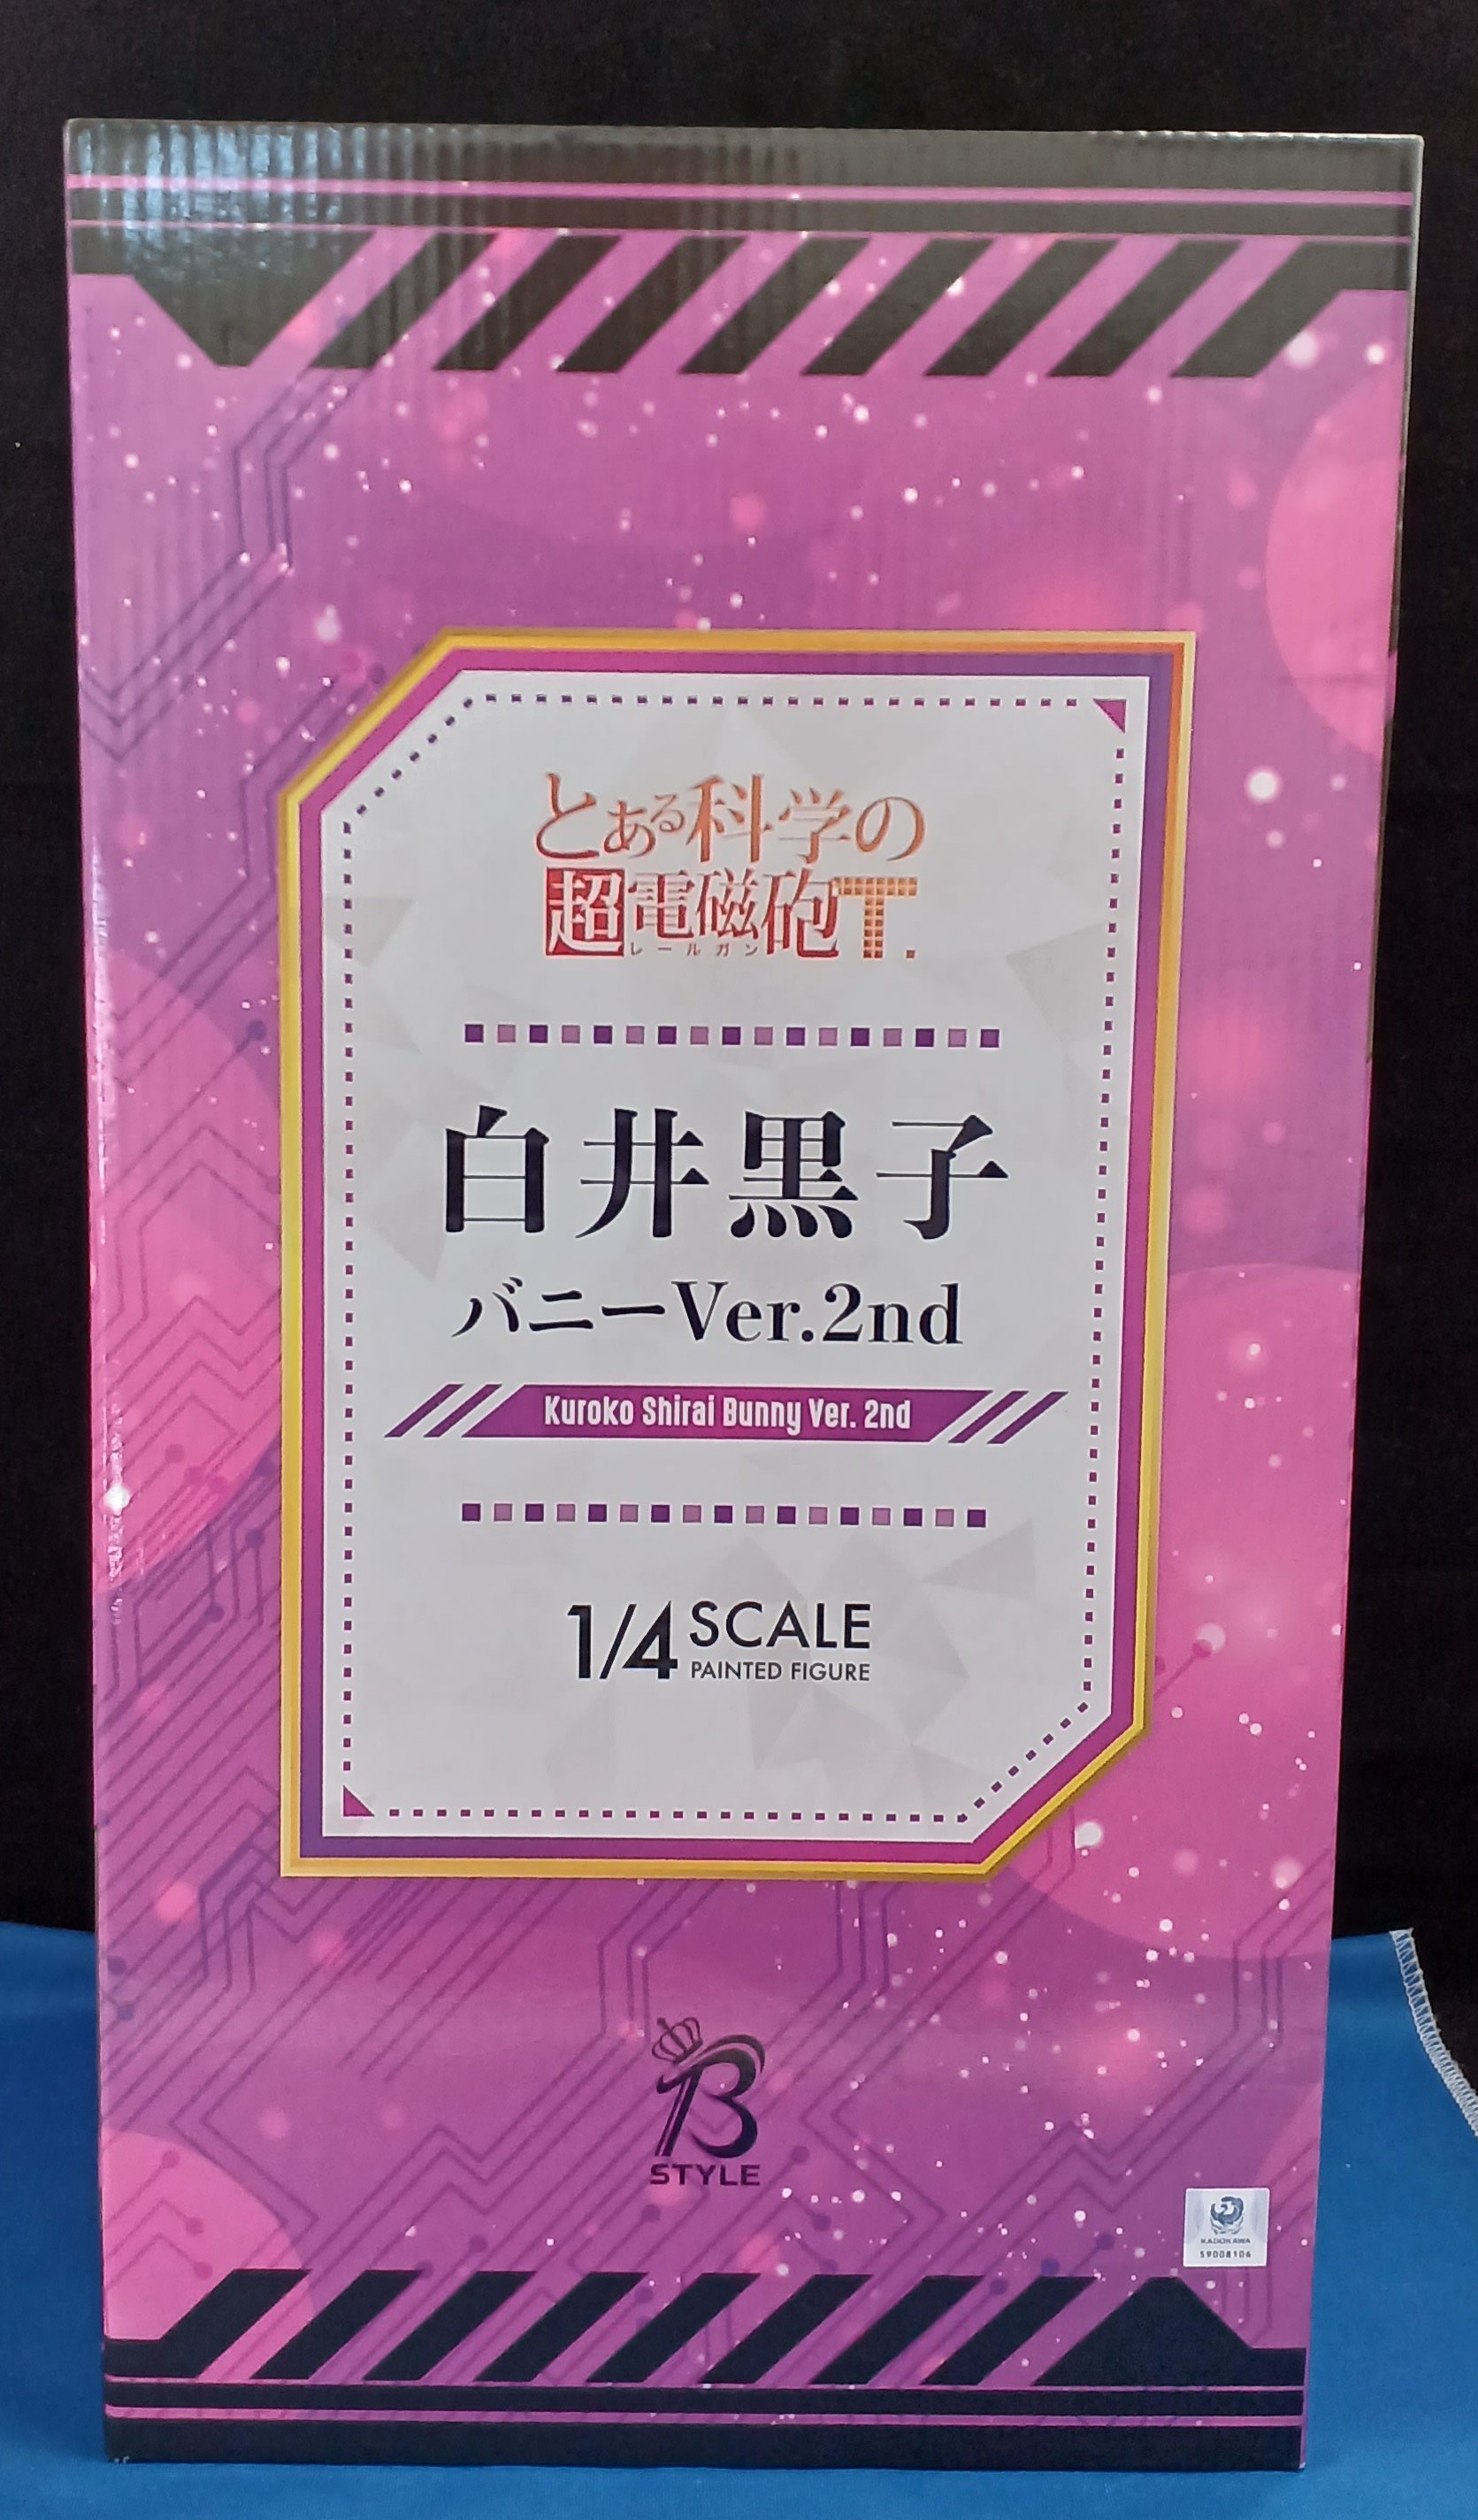 とある科学の
超電磁砲T.
レールガン
白井黒子
バニーVer.2nd
Kuroko Shirai Bunny Ver. 2nd
1/4 SCALE
PAINTED FIGURE
B
STYLE
KADOKAWA
S9008106